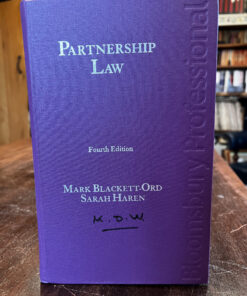 PARTNERSHIP
LAW
Fourth Edition
MARK BLACKETT-ORD
SARAH HAREN
K.D.W
Bloomsbury Professional